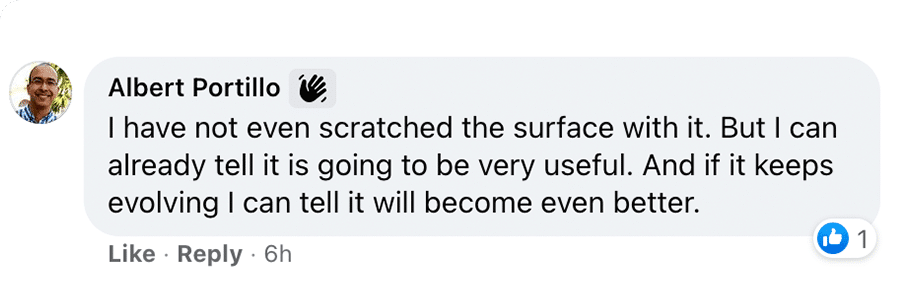 Albert Portillo
I have not even scratched the surface with it. But I can
already tell it is going to be very useful. And if it keeps
evolving I can tell it will become even better.
1
Like · Reply · 6h